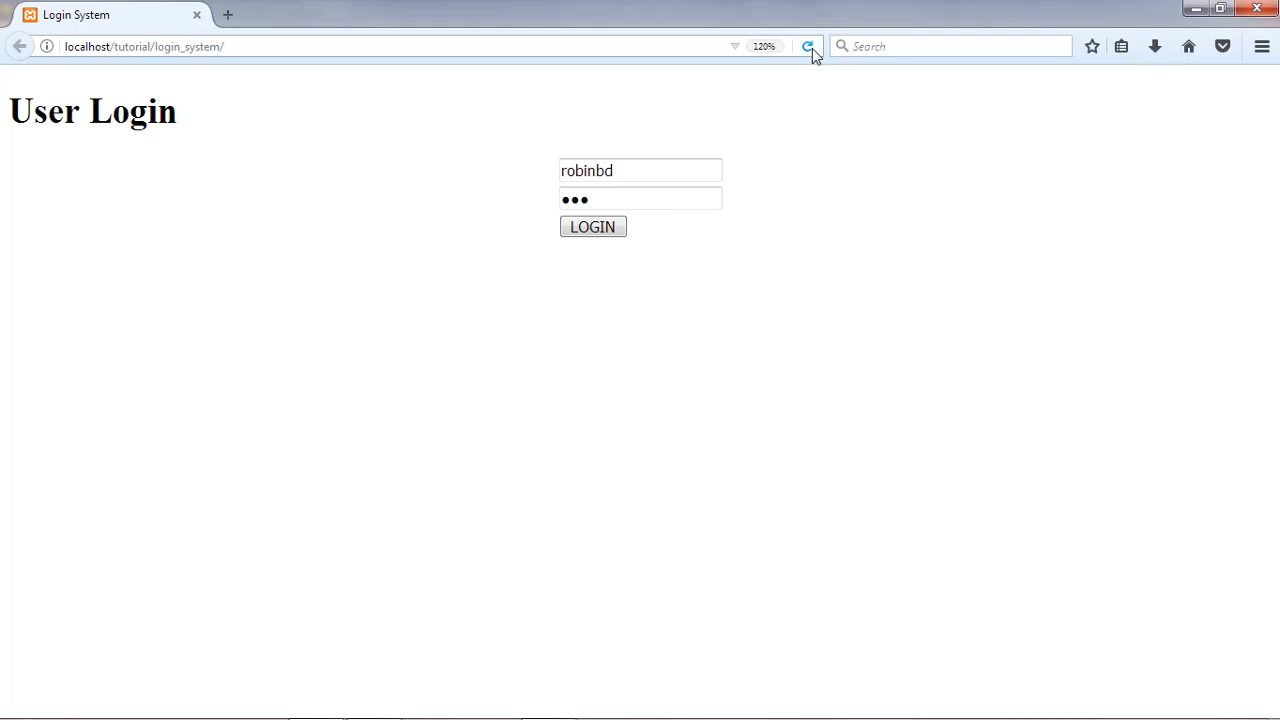 Login System
localhost/tutorial/login_system/
120%
Search
User Login
robinbd
LOGIN